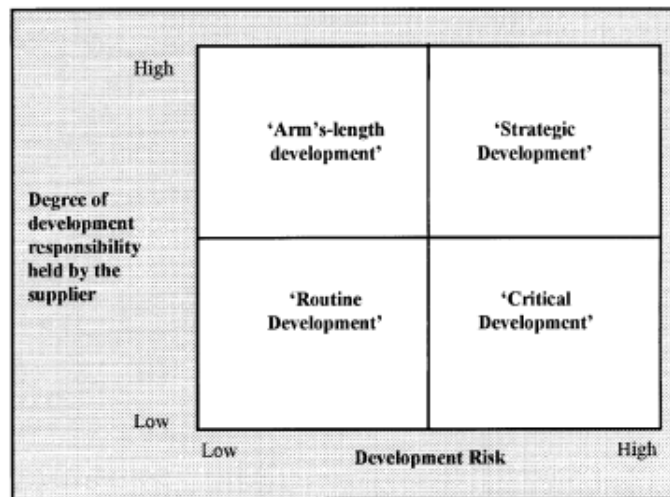 High
'Arm's-length
development'
'Strategic
Development'
Degree of
development
responsibility
held by the
supplier
'Routine
Development'
'Critical
Development'
Low
Low
Development Risk
High